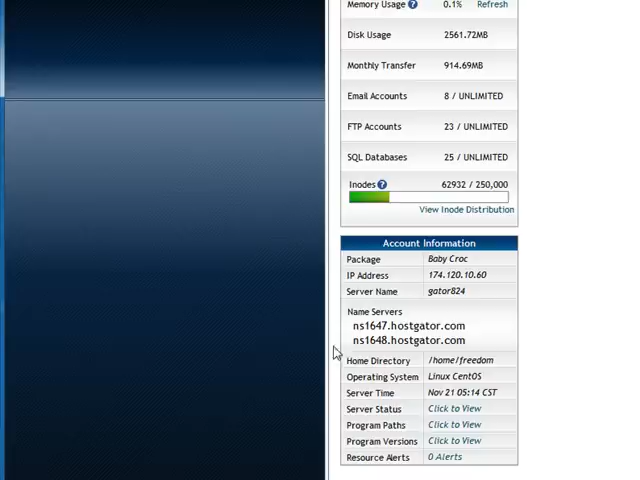 Memory Usage 0.1% Refresh
Disk Usage 2561.72MB
Monthly Transfer 914.69MB
Email Accounts 8 / UNLIMITED
FTP Accounts 23 / UNLIMITED
SQL Databases 25 / UNLIMITED
Inodes 62932 / 250,000
View Inode Distribution
Account Information
Package Baby Croc
IP Address 174.120.10.60
Server Name gator824
Name Servers
ns1647.hostgator.com
ns1648.hostgator.com
Home Directory /home/freedom
Operating System Linux CentOS
Server Time Nov 21 05:14 CST
Server Status Click to View
Program Paths Click to View
Program Versions Click to View
Resource Alerts 0 Alerts